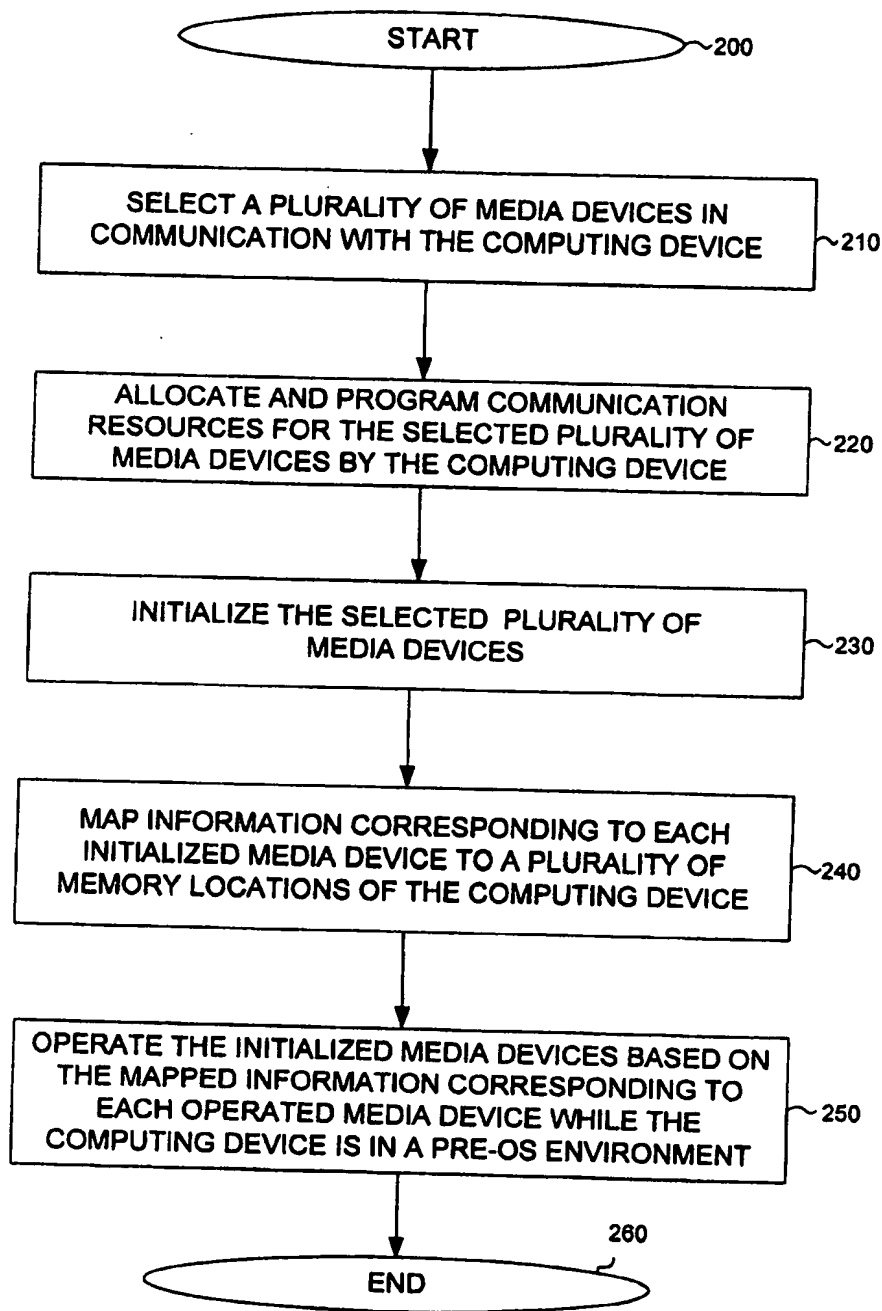 START
200
SELECT A PLURALITY OF MEDIA DEVICES IN
COMMUNICATION WITH THE COMPUTING DEVICE
210
ALLOCATE AND PROGRAM COMMUNICATION
RESOURCES FOR THE SELECTED PLURALITY OF
MEDIA DEVICES BY THE COMPUTING DEVICE
220
INITIALIZE THE SELECTED PLURALITY OF
MEDIA DEVICES
230
MAP INFORMATION CORRESPONDING TO EACH
INITIALIZED MEDIA DEVICE TO A PLURALITY OF
MEMORY LOCATIONS OF THE COMPUTING DEVICE
240
OPERATE THE INITIALIZED MEDIA DEVICES BASED ON
THE MAPPED INFORMATION CORRESPONDING TO
EACH OPERATED MEDIA DEVICE WHILE THE
COMPUTING DEVICE IS IN A PRE-OS ENVIRONMENT
250
260
END